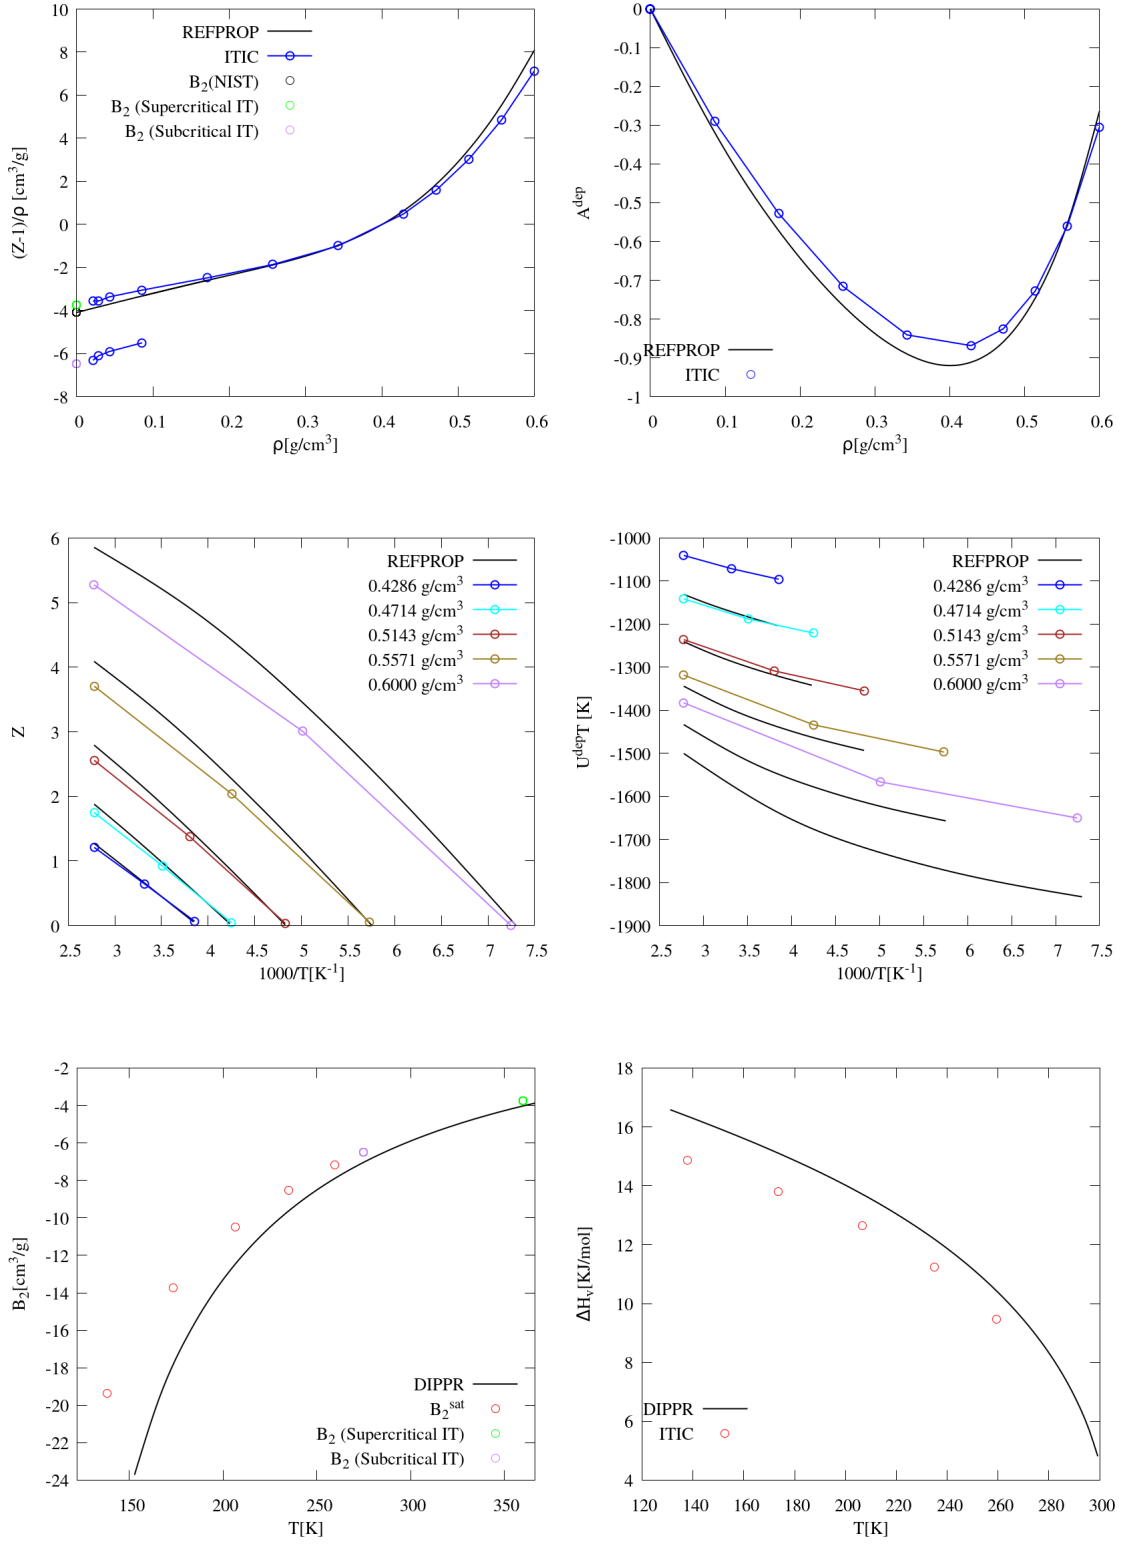 REFPROP
ITIC
B2(NIST)
B2 (Supercritical IT)
B2 (Subcritical IT)
10
8
6
4
2
0
-2
-4
-6
-8
0 0.1 0.2 0.3 0.4 0.5 0.6
(Z-1)/ρ [cm3/g]
ρ[g/cm3]
0
-0.1
-0.2
-0.3
-0.4
-0.5
-0.6
-0.7
-0.8
-0.9
-1
REFPROP
ITIC
0 0.1 0.2 0.3 0.4 0.5 0.6
Adep
ρ[g/cm3]
REFPROP
0.4286 g/cm3
0.4714 g/cm3
0.5143 g/cm3
0.5571 g/cm3
0.6000 g/cm3
6
5
4
3
2
1
0
2.5 3 3.5 4 4.5 5 5.5 6 6.5 7 7.5
Z
1000/T[K-1]
REFPROP
0.4286 g/cm3
0.4714 g/cm3
0.5143 g/cm3
0.5571 g/cm3
0.6000 g/cm3
-1000
-1100
-1200
-1300
-1400
-1500
-1600
-1700
-1800
-1900
2.5 3 3.5 4 4.5 5 5.5 6 6.5 7 7.5
UdepT [K]
1000/T[K-1]
-2
-4
-6
-8
-10
-12
-14
-16
-18
-20
-22
-24
DIPPR
B2sat
B2 (Supercritical IT)
B2 (Subcritical IT)
150 200 250 300 350
B2[cm3/g]
T[K]
18
16
14
12
10
8
6
4
DIPPR
ITIC
120 140 160 180 200 220 240 260 280 300
ΔHv[KJ/mol]
T[K]